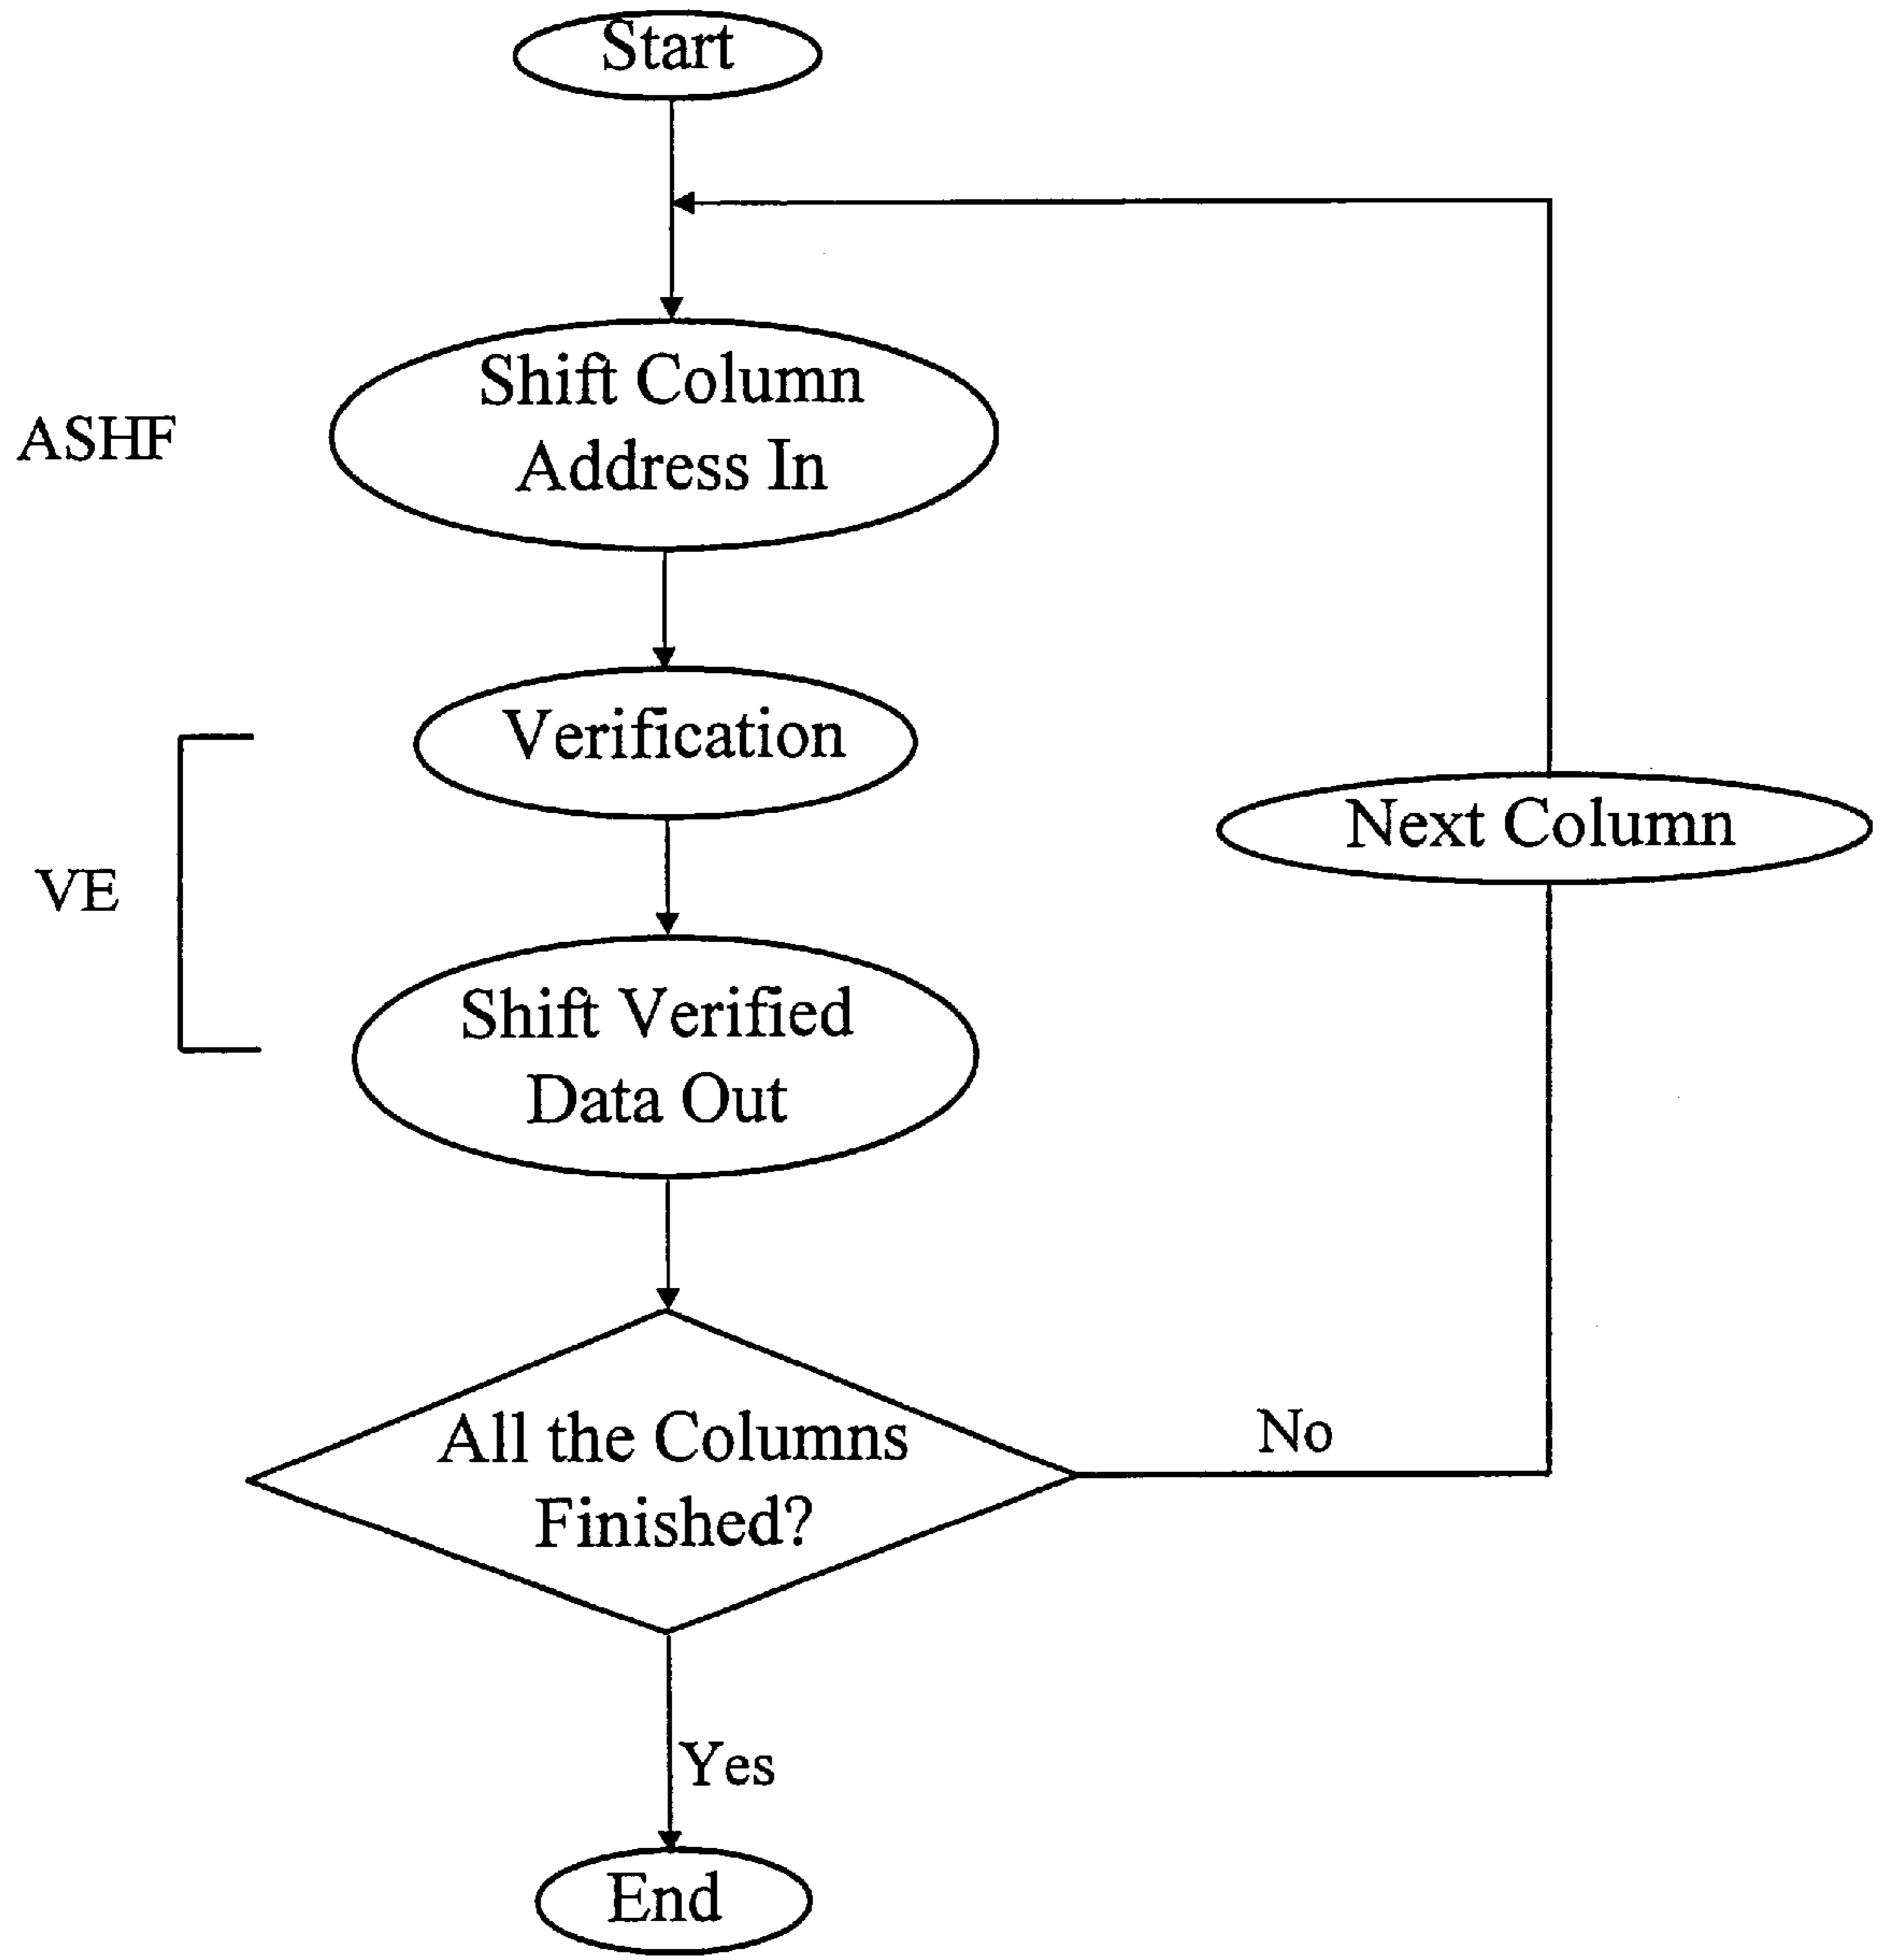 Start
ASHF
Shift Column
Address In
Verification
Next Column
VE
Shift Verified
Data Out
All the Columns
Finished?
No
Yes
End